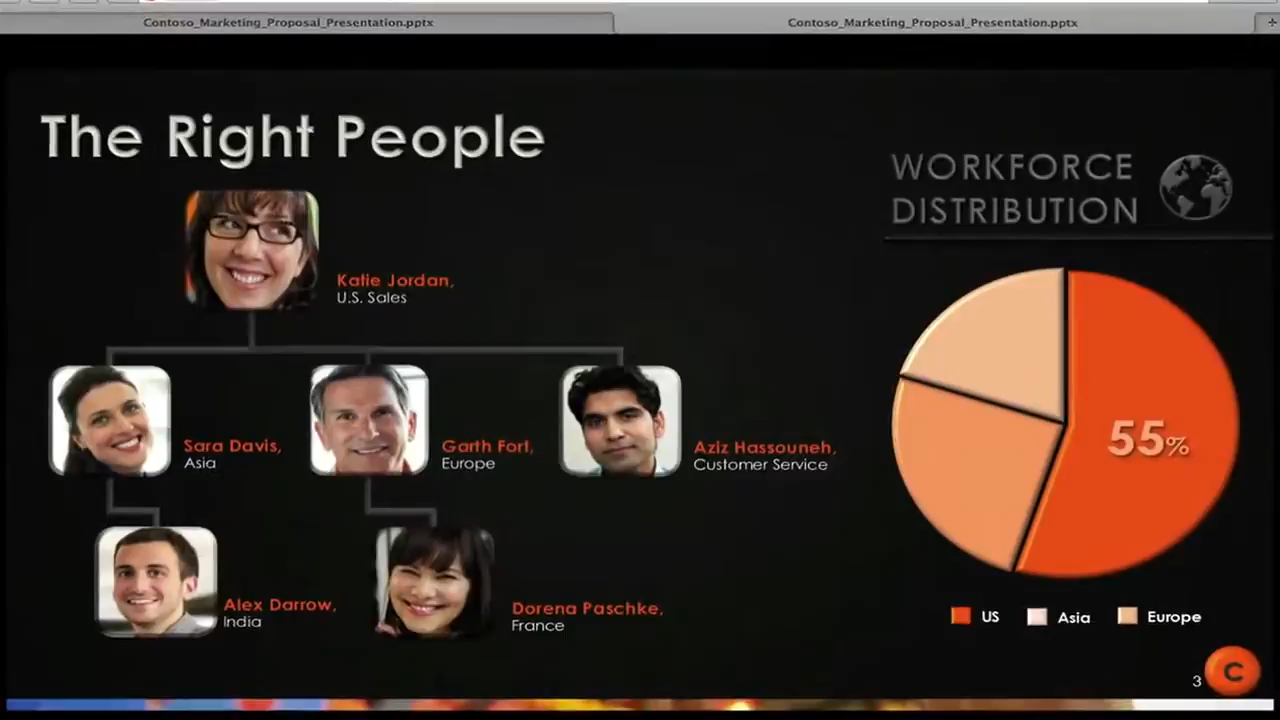 Contoso_Marketing_Proposal_Presentation.pptx
Contoso_Marketing_Proposal_Presentation.pptx
The Right People
WORKFORCE
DISTRIBUTION
Katie Jordan,
U.S. Sales
Sara Davis,
Asia
Garth Fort,
Europe
Aziz Hassouneh,
Customer Service
55%
Alex Darrow,
India
Dorena Paschke,
France
US
Asia
Europe
3
C